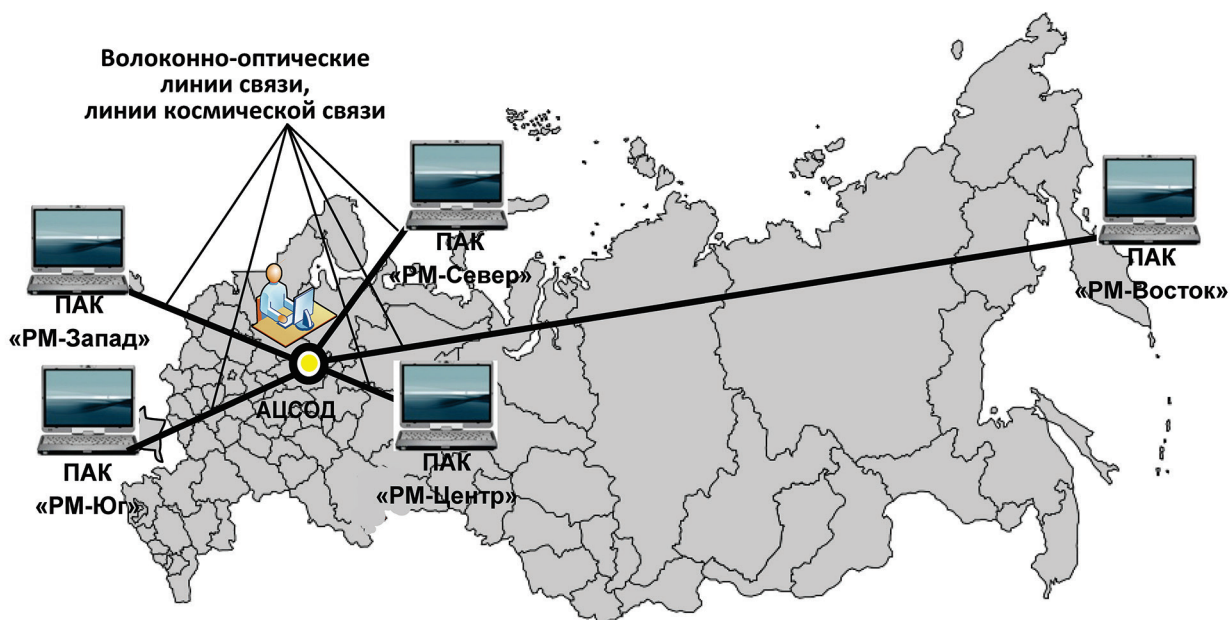 Волоконно-оптические
линии связи,
линии космической связи
ПАК
«РМ-Север»
ПАК
«РМ-Запад»
ПАК
«РМ-Восток»
АЦСОД
ПАК
«РМ-Юг»
ПАК
«РМ-Центр»